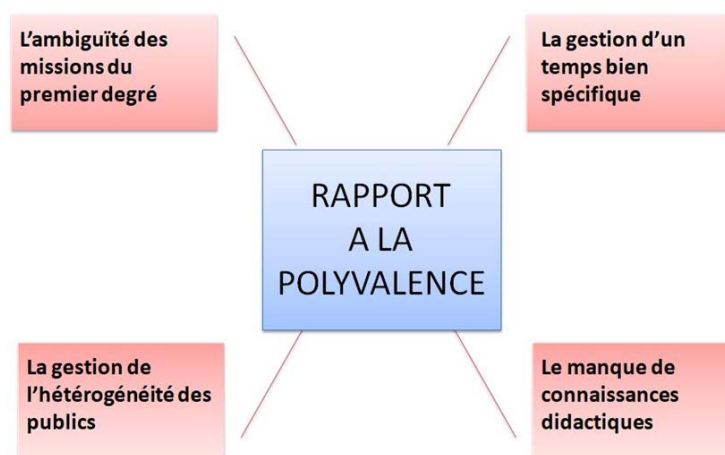 L'ambiguïté des
missions du
premier degré
La gestion d'un
temps bien
spécifique
RAPPORT
A LA
POLYVALENCE
La gestion de
l'hétérogénéité des
publics
Le manque de
connaissances
didactiques